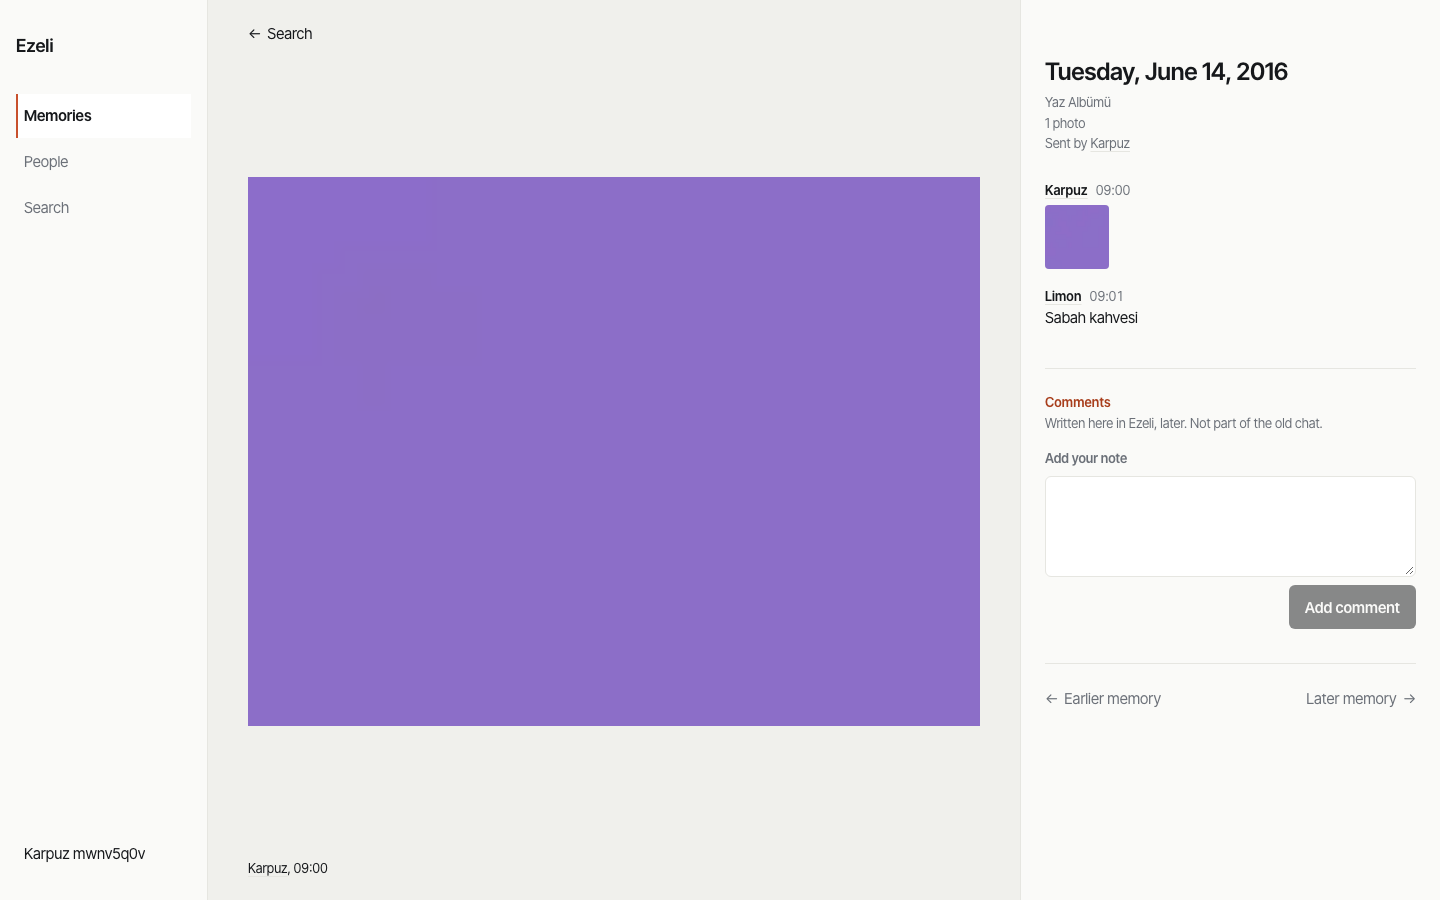 Ezeli
Memories
People
Search
Karpuz mwnv5q0v
← Search
Karpuz, 09:00
Tuesday, June 14, 2016
Yaz Albümü
1 photo
Sent by Karpuz
Karpuz 09:00
Limon 09:01
Sabah kahvesi
Comments
Written here in Ezeli, later. Not part of the old chat.
Add your note
Add comment
← Earlier memory
Later memory →